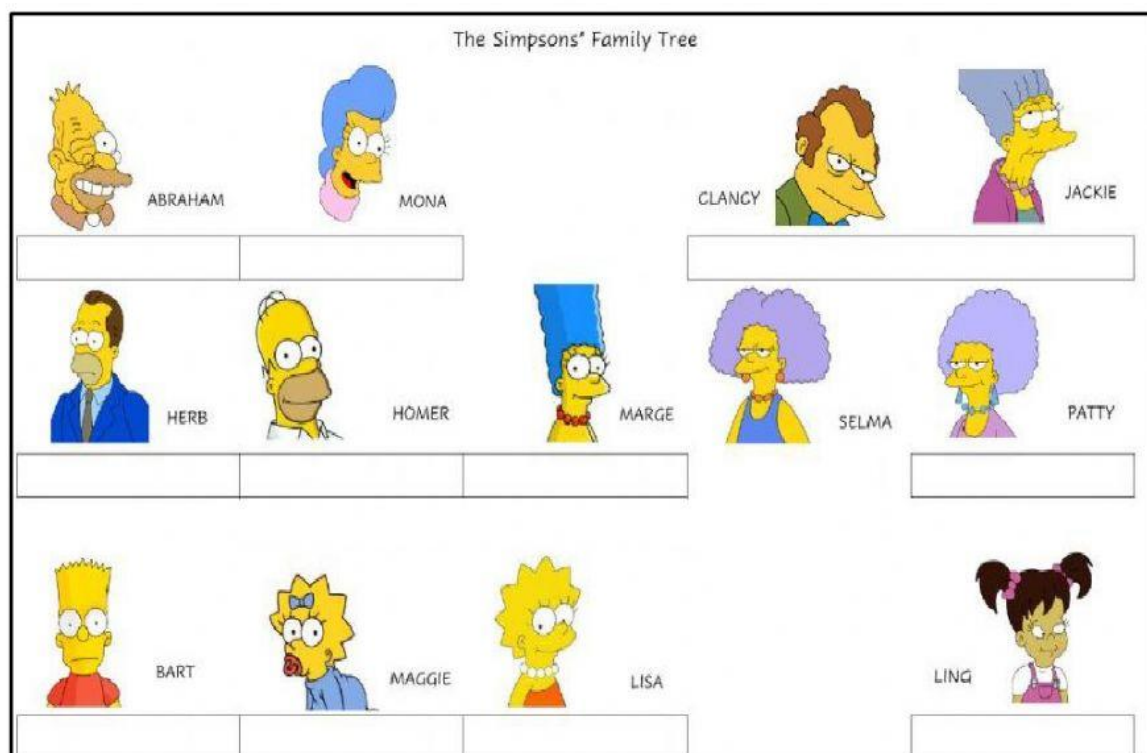 The Simpsons' Family Tree
ABRAHAM
MONA
CLANCY
JACKIE
HERB
HOMER
MARGE
SELMA
PATTY
BART
MAGGIE
LISA
LING